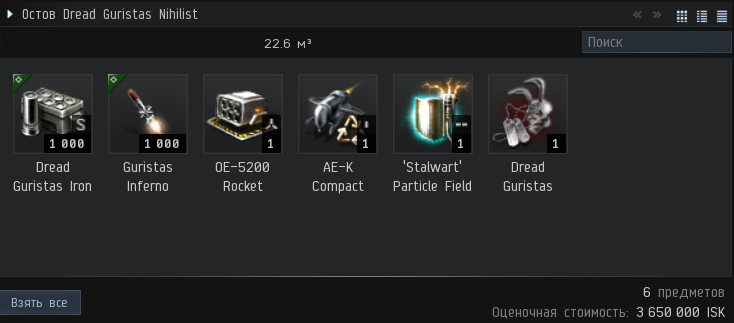 Остов Dread Guristas Nihilist
22.6 м³
Поиск
S
1 000
1 000
1
1
1
1
Dread
Guristas Iron
Guristas
Inferno
OE-5200
Rocket
AE-K
Compact
'Stalwart'
Particle Field
Dread
Guristas
Взять все
6 предметов
Оценочная стоимость: 3 650 000 ISK